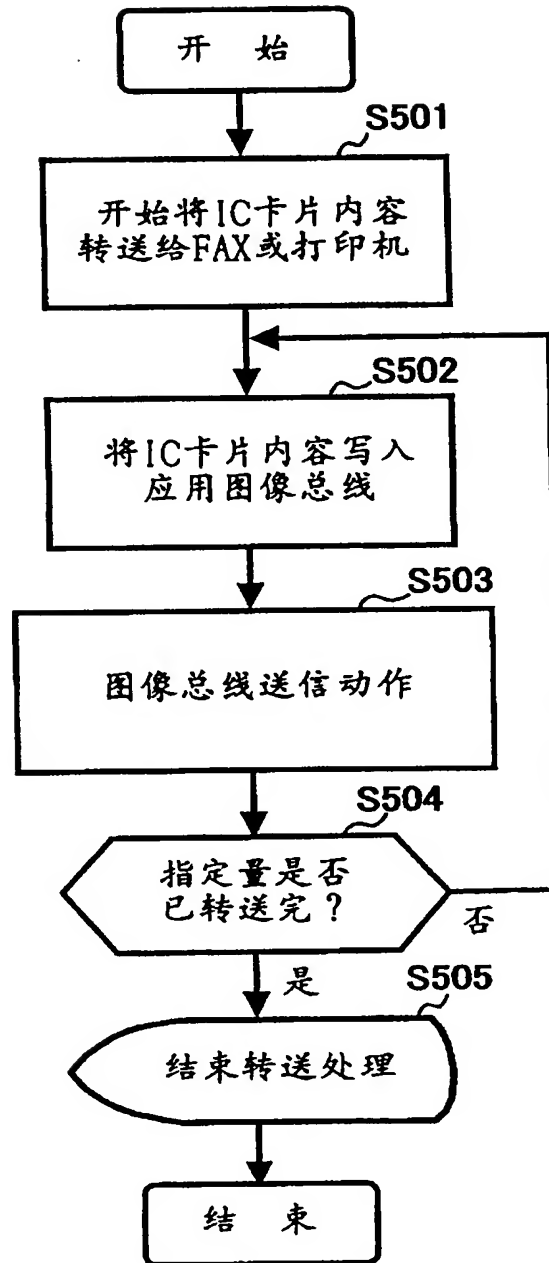 开 始
S501
开始将IC卡片内容
转送给FAX或打印机
S502
将IC卡片内容写入
应用图像总线
S503
图像总线送信动作
S504
指定量是否
已转送完？
否
是
S505
结束转送处理
结 束